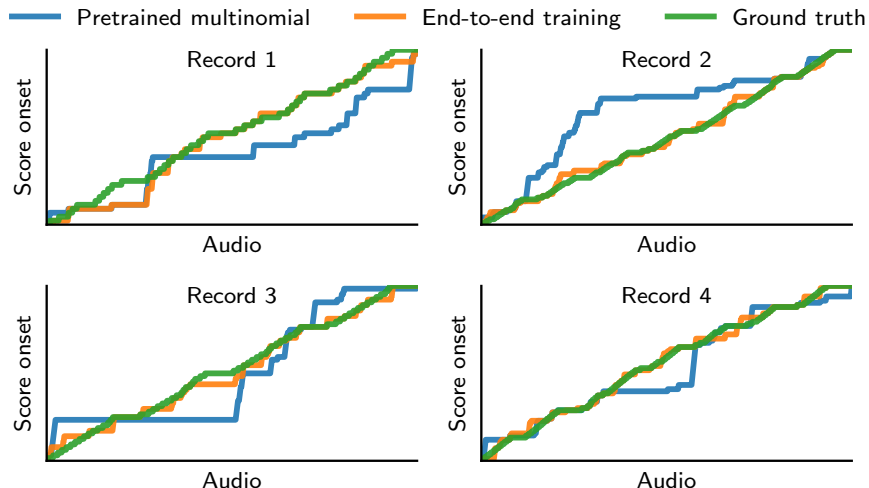 Pretrained multinomial End-to-end training Ground truth
Record 1
Score onset
Audio
Record 2
Score onset
Audio
Record 3
Score onset
Audio
Record 4
Score onset
Audio